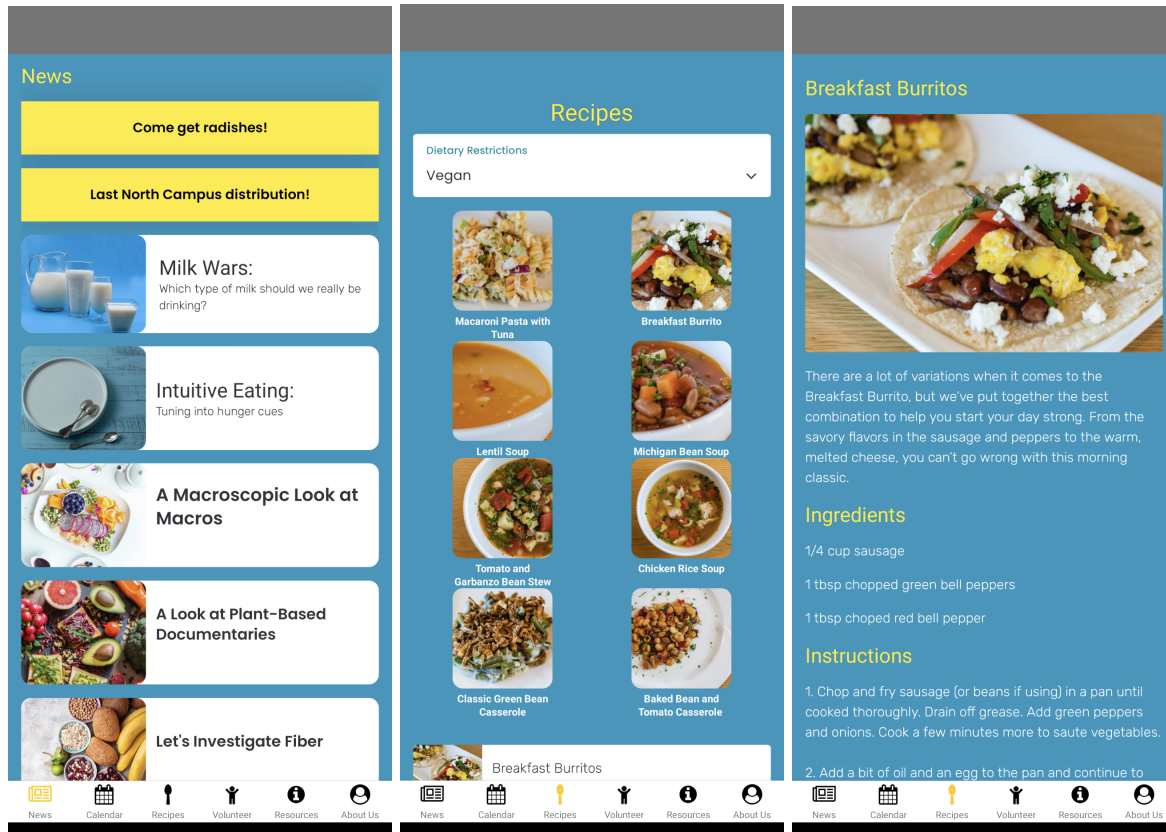 News
Come get radishes!
Last North Campus distribution!
Milk Wars:
Which type of milk should we really be
drinking?
Intuitive Eating:
Tuning into hunger cues
A Macroscopic Look at
Macros
A Look at Plant-Based
Documentaries
Let's Investigate Fiber
News
Calendar
Recipes
Volunteer
Resources
About Us
Recipes
Dietary Restrictions
Vegan
Macaroni Pasta with
Tuna
Breakfast Burrito
Lentil Soup
Michigan Bean Soup
Tomato and
Garbanzo Bean Stew
Chicken Rice Soup
Classic Green Bean
Casserole
Baked Bean and
Tomato Casserole
Breakfast Burritos
News
Calendar
Recipes
Volunteer
Resources
About Us
Breakfast Burritos
There are a lot of variations when it comes to the
Breakfast Burrito, but we've put together the best
combination to help you start your day strong. From the
savory flavors in the sausage and peppers to the warm,
melted cheese, you can't go wrong with this morning
classic.
Ingredients
1/4 cup sausage
1 tbsp chopped green bell peppers
1 tbsp choped red bell pepper
Instructions
1. Chop and fry sausage (or beans if using) in a pan until
cooked thoroughly. Drain off grease. Add green peppers
and onions. Cook a few minutes more to saute vegetables.
2. Add a bit of oil and an egg to the pan and continue to
News
Calendar
Recipes
Volunteer
Resources
About Us